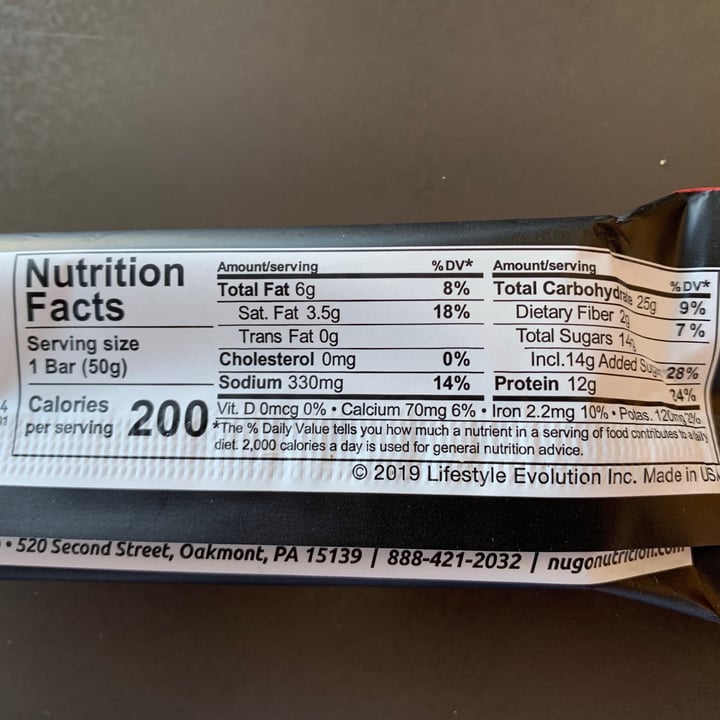 Nutrition Facts
Serving size
1 Bar (50g)
Calories per serving 200
Amount/serving %DV*
Total Fat 6g 8%
Sat. Fat 3.5g 18%
Trans Fat 0g
Cholesterol 0mg 0%
Sodium 330mg 14%
Amount/serving %DV*
Total Carbohydrate 25g 9%
Dietary Fiber 2g 7%
Total Sugars 14g
Incl. 14g Added Sugars 28%
Protein 12g 24%
Vit. D 0mcg 0% • Calcium 70mg 6% • Iron 2.2mg 10% • Potas. 120mg 2%
*The % Daily Value tells you how much a nutrient in a serving of food contributes to a daily
diet. 2,000 calories a day is used for general nutrition advice.
© 2019 Lifestyle Evolution Inc. Made in USA
• 520 Second Street, Oakmont, PA 15139 | 888-421-2032 | nugonutrition.com